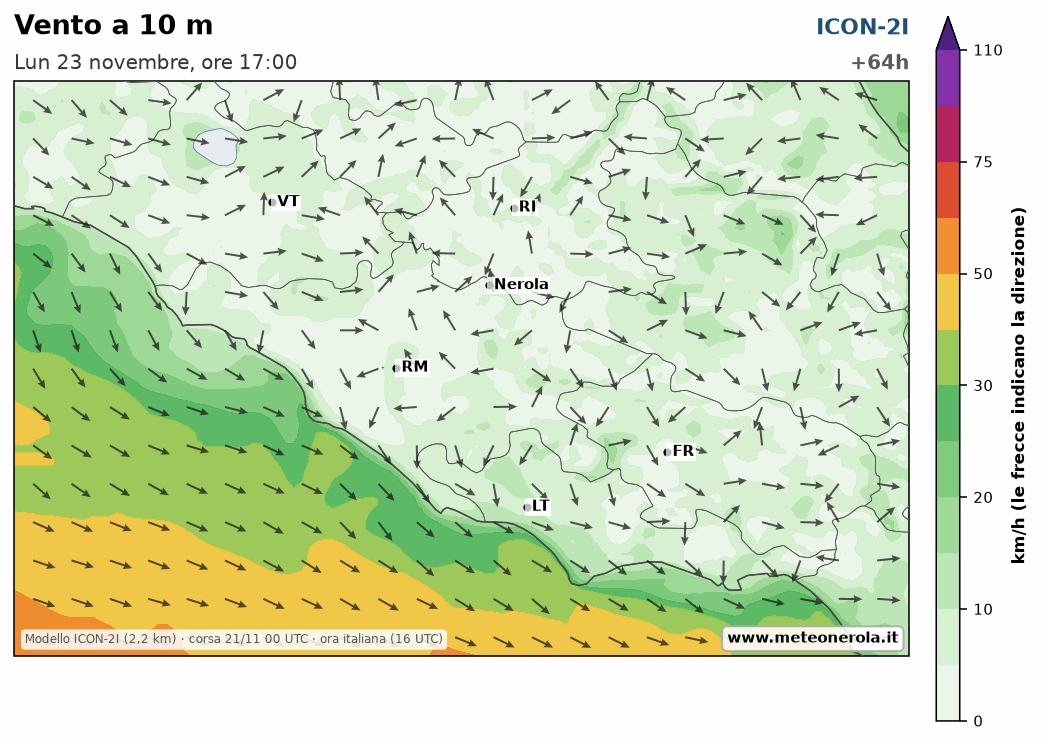 Vento a 10 m
ICON-2I
Lun 23 novembre, ore 17:00
+64h
VT
RI
Nerola
RM
FR
LT
Modello ICON-2I (2,2 km) · corsa 21/11 00 UTC · ora italiana (16 UTC)
www.meteonerola.it
110
75
50
30
20
10
0
km/h (le frecce indicano la direzione)